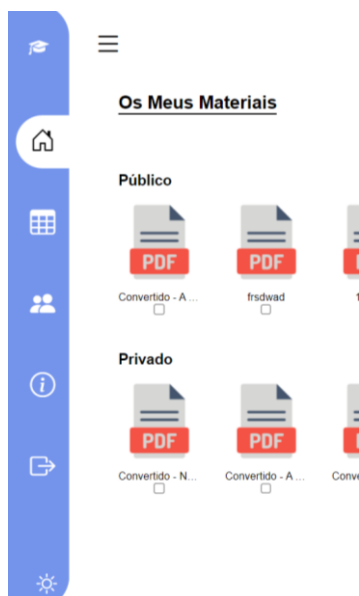 Os Meus Materiais
Público
PDF PDF
Convertido - A ... frsdwad
Privado
PDF PDF
Convertido - N... Convertido - A ...